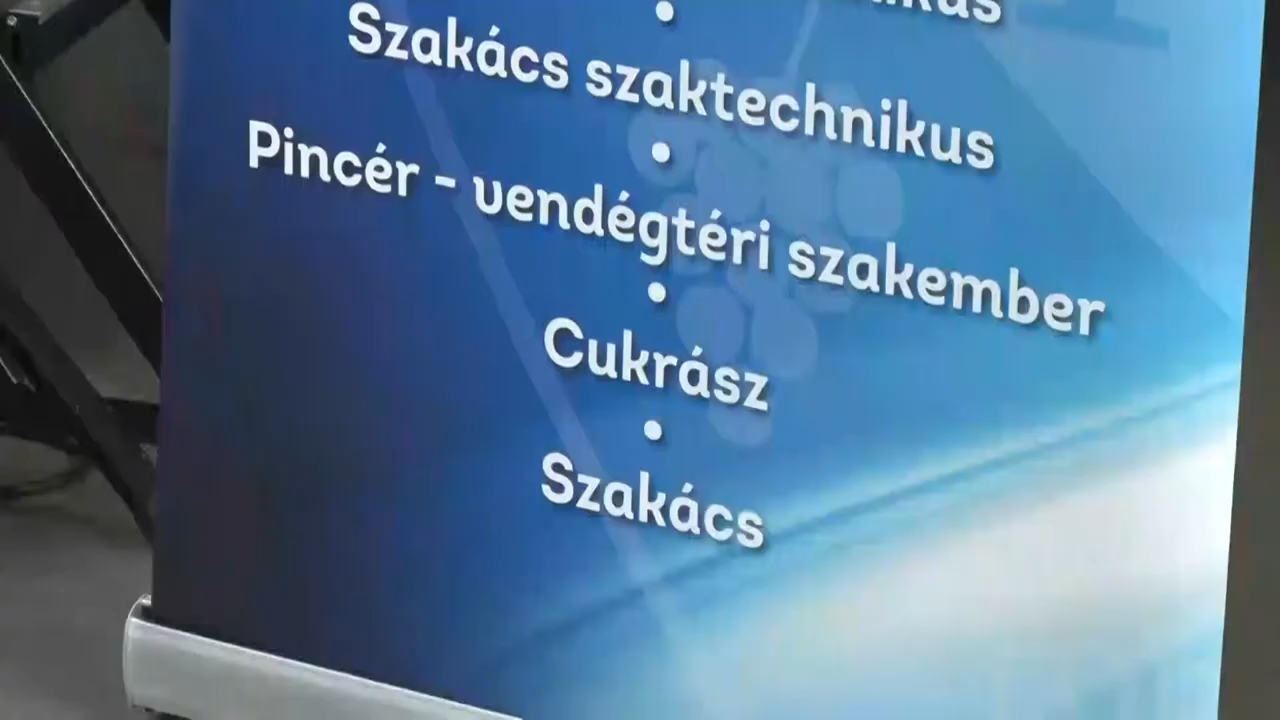 Szakács szaktechnikus
•
Pincér - vendégtéri szakember
•
Cukrász
•
Szakács